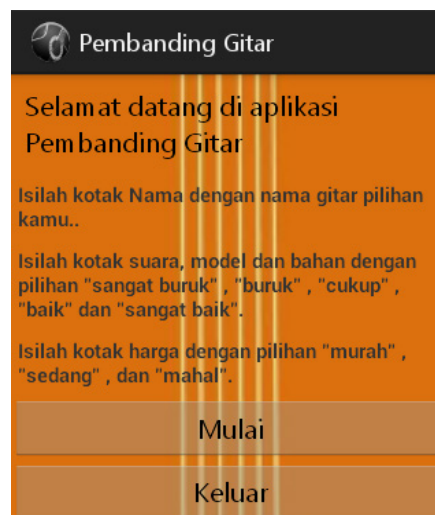 Pembanding Gitar
Selamat datang di aplikasi
Pembanding Gitar
Isilah kotak Nama dengan nama gitar pilihan
kamu..
Isilah kotak suara, model dan bahan dengan
pilihan "sangat buruk" , "buruk" , "cukup" ,
"baik" dan "sangat baik".
Isilah kotak harga dengan pilihan "murah" ,
"sedang" , dan "mahal".
Mulai
Keluar